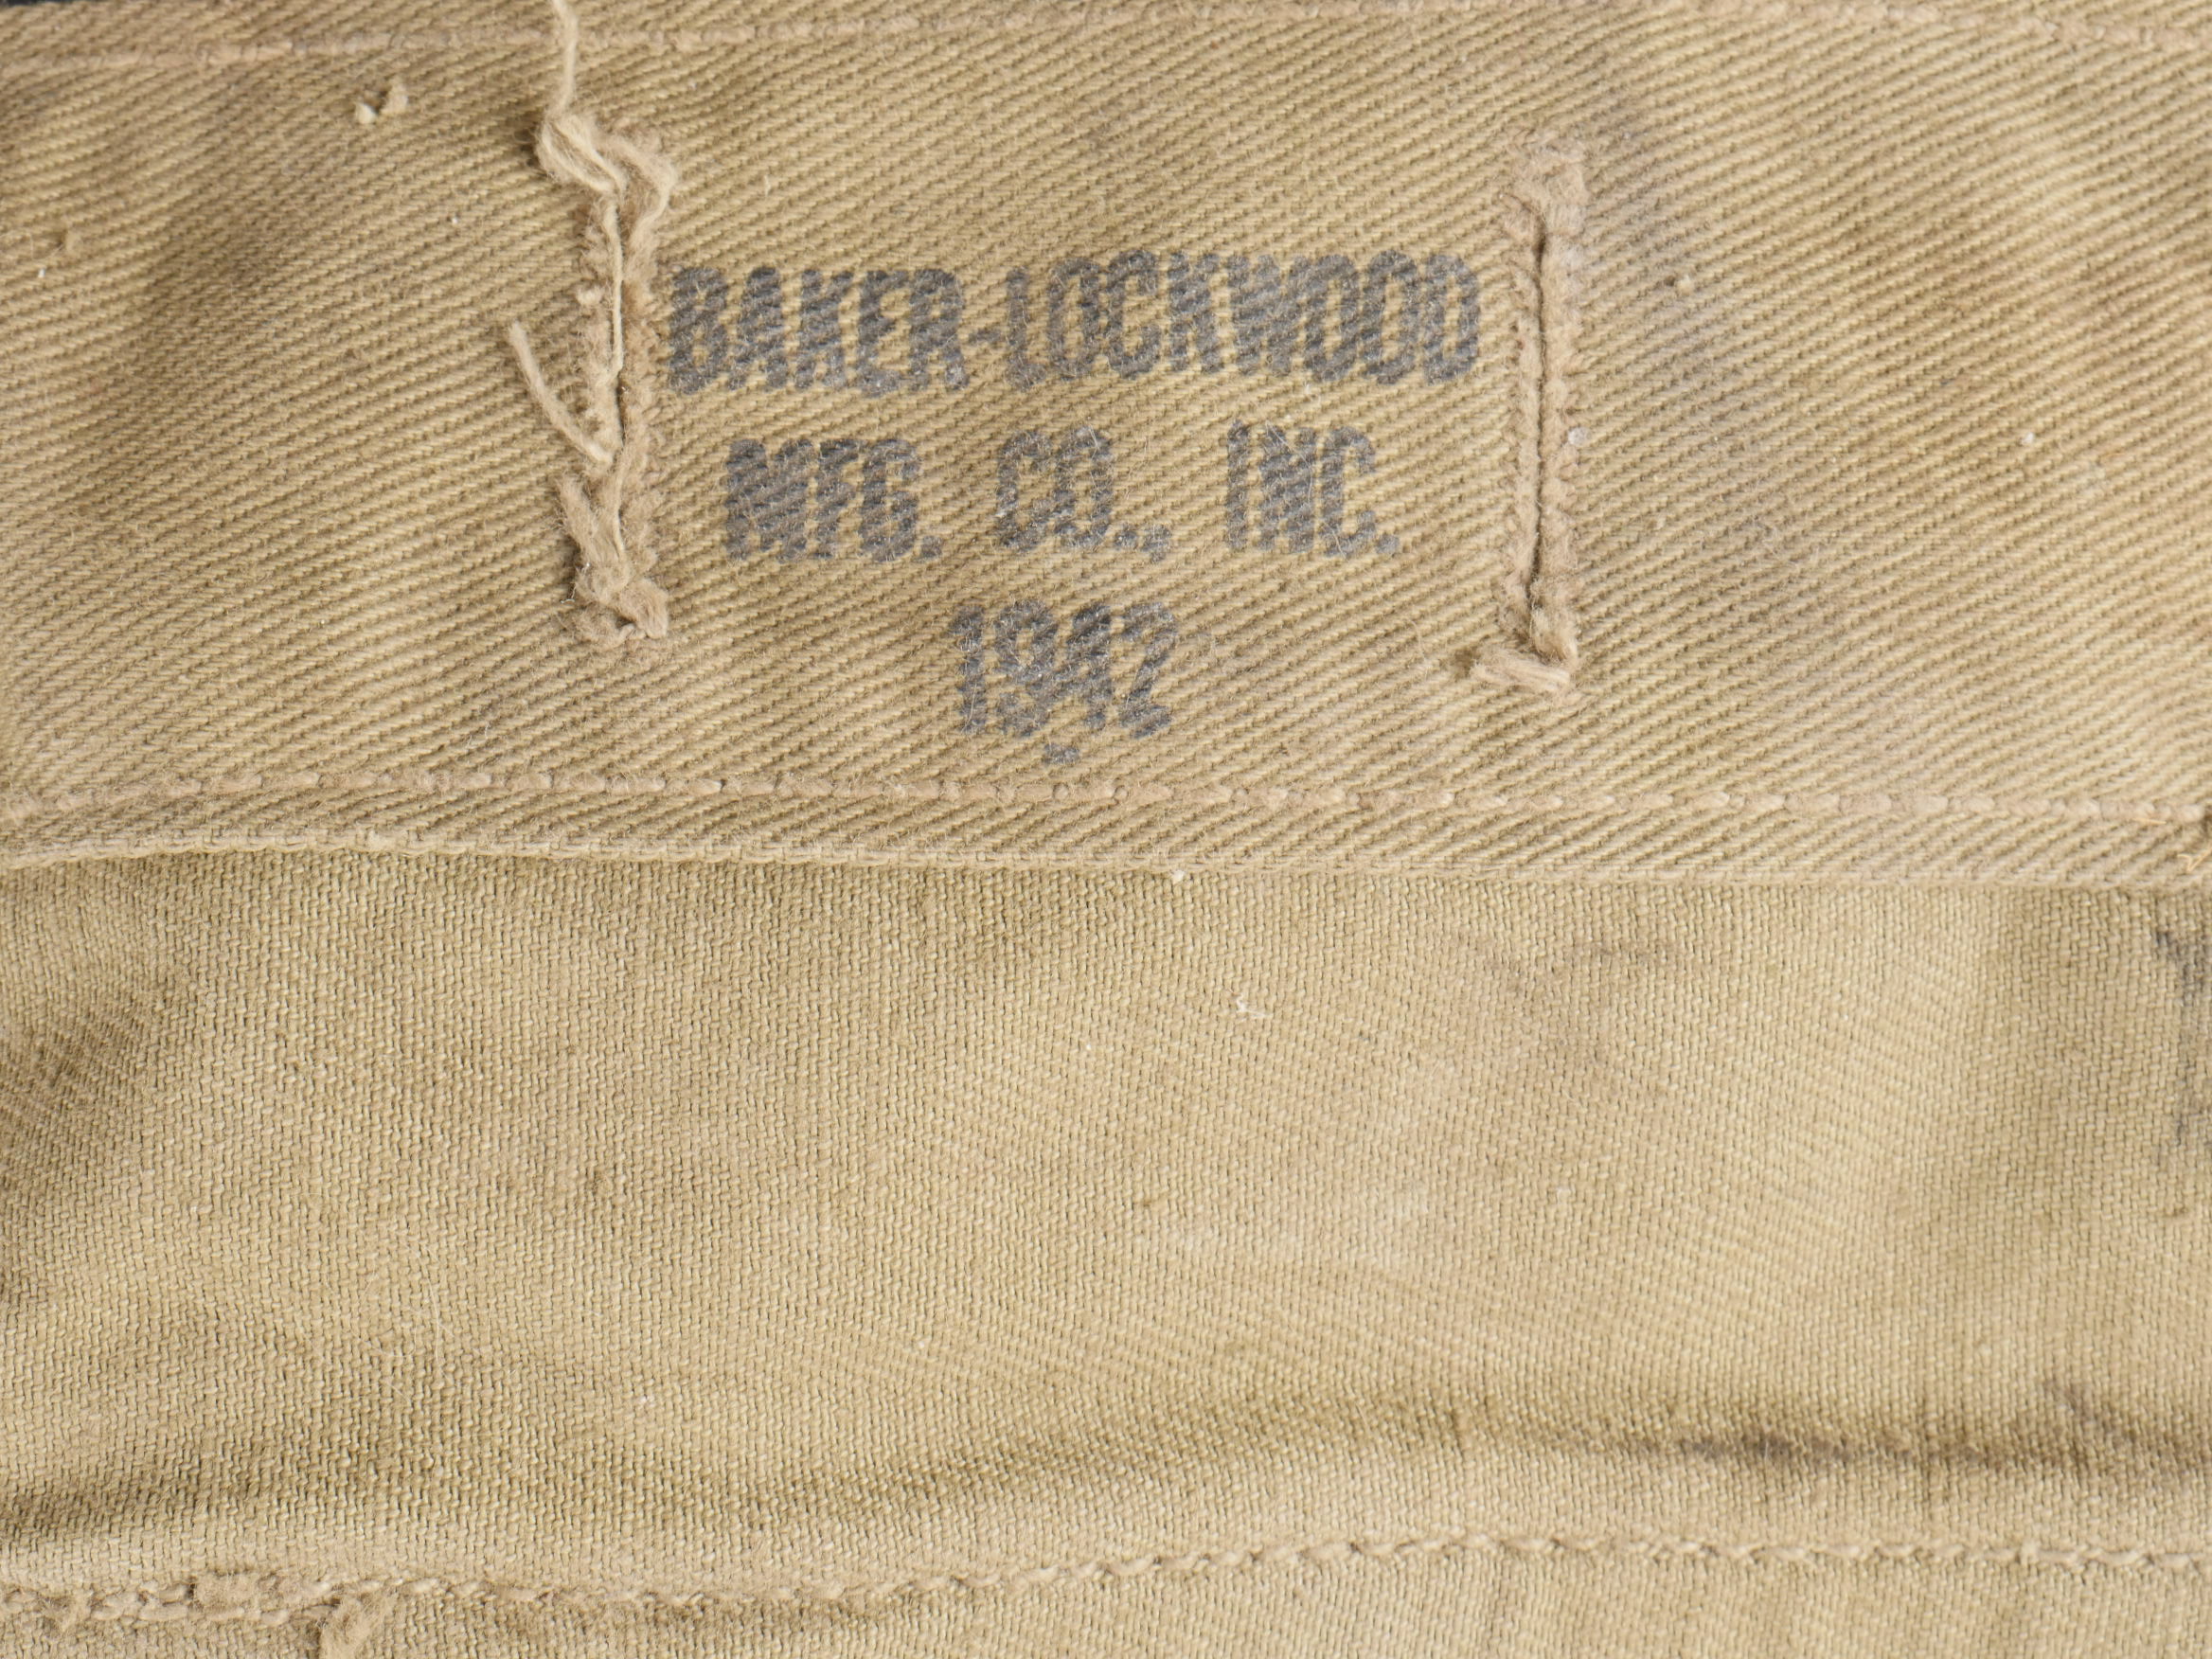 BAKER-LOCKWOOD
MFG. CO., INC.
1942